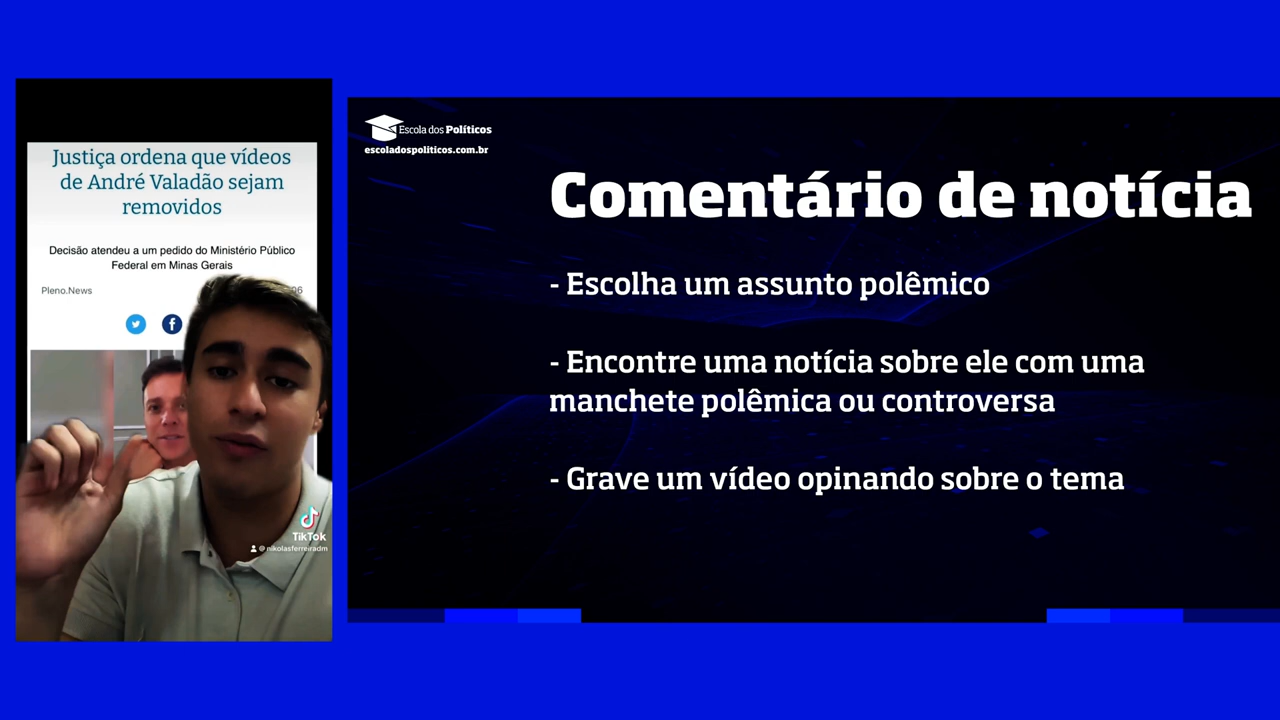 Justiça ordena que vídeos
de André Valadão sejam
removidos
Decisão atendeu a um pedido do Ministério Público
Federal em Minas Gerais
Pleno.News
TikTok
@nikolasferreiradm
Escola dos Políticos
escoladospoliticos.com.br
Comentário de notícia
- Escolha um assunto polêmico
- Encontre uma notícia sobre ele com uma
manchete polêmica ou controversa
- Grave um vídeo opinando sobre o tema